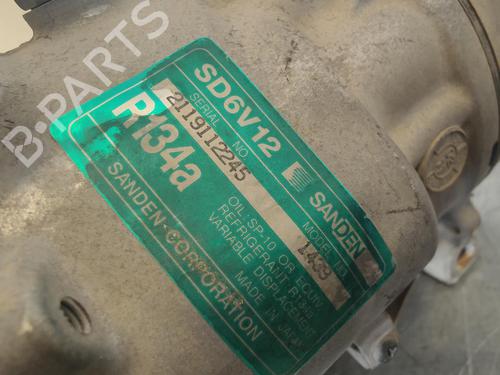 SD6V12 SANDEN
SERIAL NO. MODEL NO.
2119112245 1439
R134a
OIL: SP-10 OR EQUIV.
REFRIGERANT R134a
VARIABLE DISPLACEMENT
MADE IN JAPAN
SANDEN CORPORATION
B-PARTS